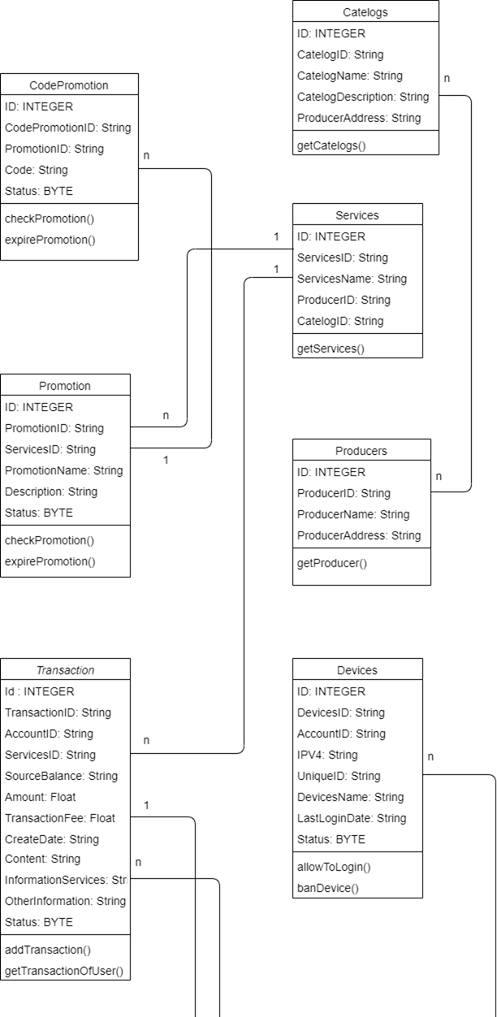 Catelogs
ID: INTEGER
CatelogID: String
CatelogName: String
CatelogDescription: String
ProducerAddress: String
getCatelogs()
n
CodePromotion
ID: INTEGER
CodePromotionID: String
PromotionID: String
Code: String
Status: BYTE
checkPromotion()
expirePromotion()
n
Services
ID: INTEGER
ServicesID: String
ServicesName: String
ProducerID: String
CatelogID: String
getServices()
1
1
Promotion
ID: INTEGER
PromotionID: String
ServicesID: String
PromotionName: String
Description: String
Status: BYTE
checkPromotion()
expirePromotion()
n
1
Producers
ID: INTEGER
ProducerID: String
ProducerName: String
ProducerAddress: String
getProducer()
n
Transaction
Id : INTEGER
TransactionID: String
AccountID: String
ServicesID: String
SourceBalance: String
Amount: Float
TransactionFee: Float
CreateDate: String
Content: String
InformationServices: Str
OtherInformation: String
Status: BYTE
addTransaction()
getTransactionOfUser()
n
1
n
Devices
ID: INTEGER
DevicesID: String
AccountID: String
IPV4: String
UniqueID: String
DevicesName: String
LastLoginDate: String
Status: BYTE
allowToLogin()
banDevice()
n